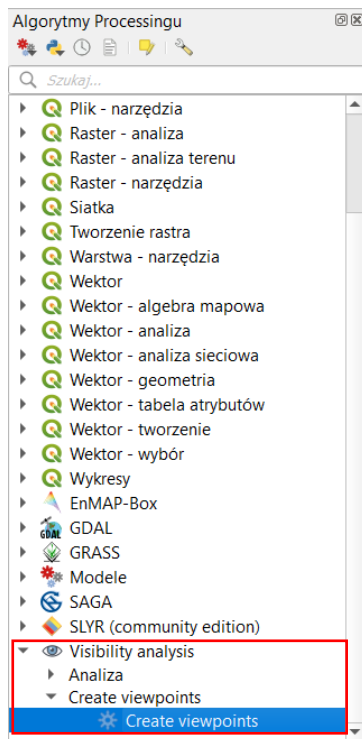 Algorytmy Processingu
Szukaj...
Plik - narzędzia
Raster - analiza
Raster - analiza terenu
Raster - narzędzia
Siatka
Tworzenie rastra
Warstwa - narzędzia
Wektor
Wektor - algebra mapowa
Wektor - analiza
Wektor - analiza sieciowa
Wektor - geometria
Wektor - tabela atrybutów
Wektor - tworzenie
Wektor - wybór
Wykresy
EnMAP-Box
GDAL
GRASS
Modele
SAGA
SLYR (community edition)
Visibility analysis
Analiza
Create viewpoints
Create viewpoints